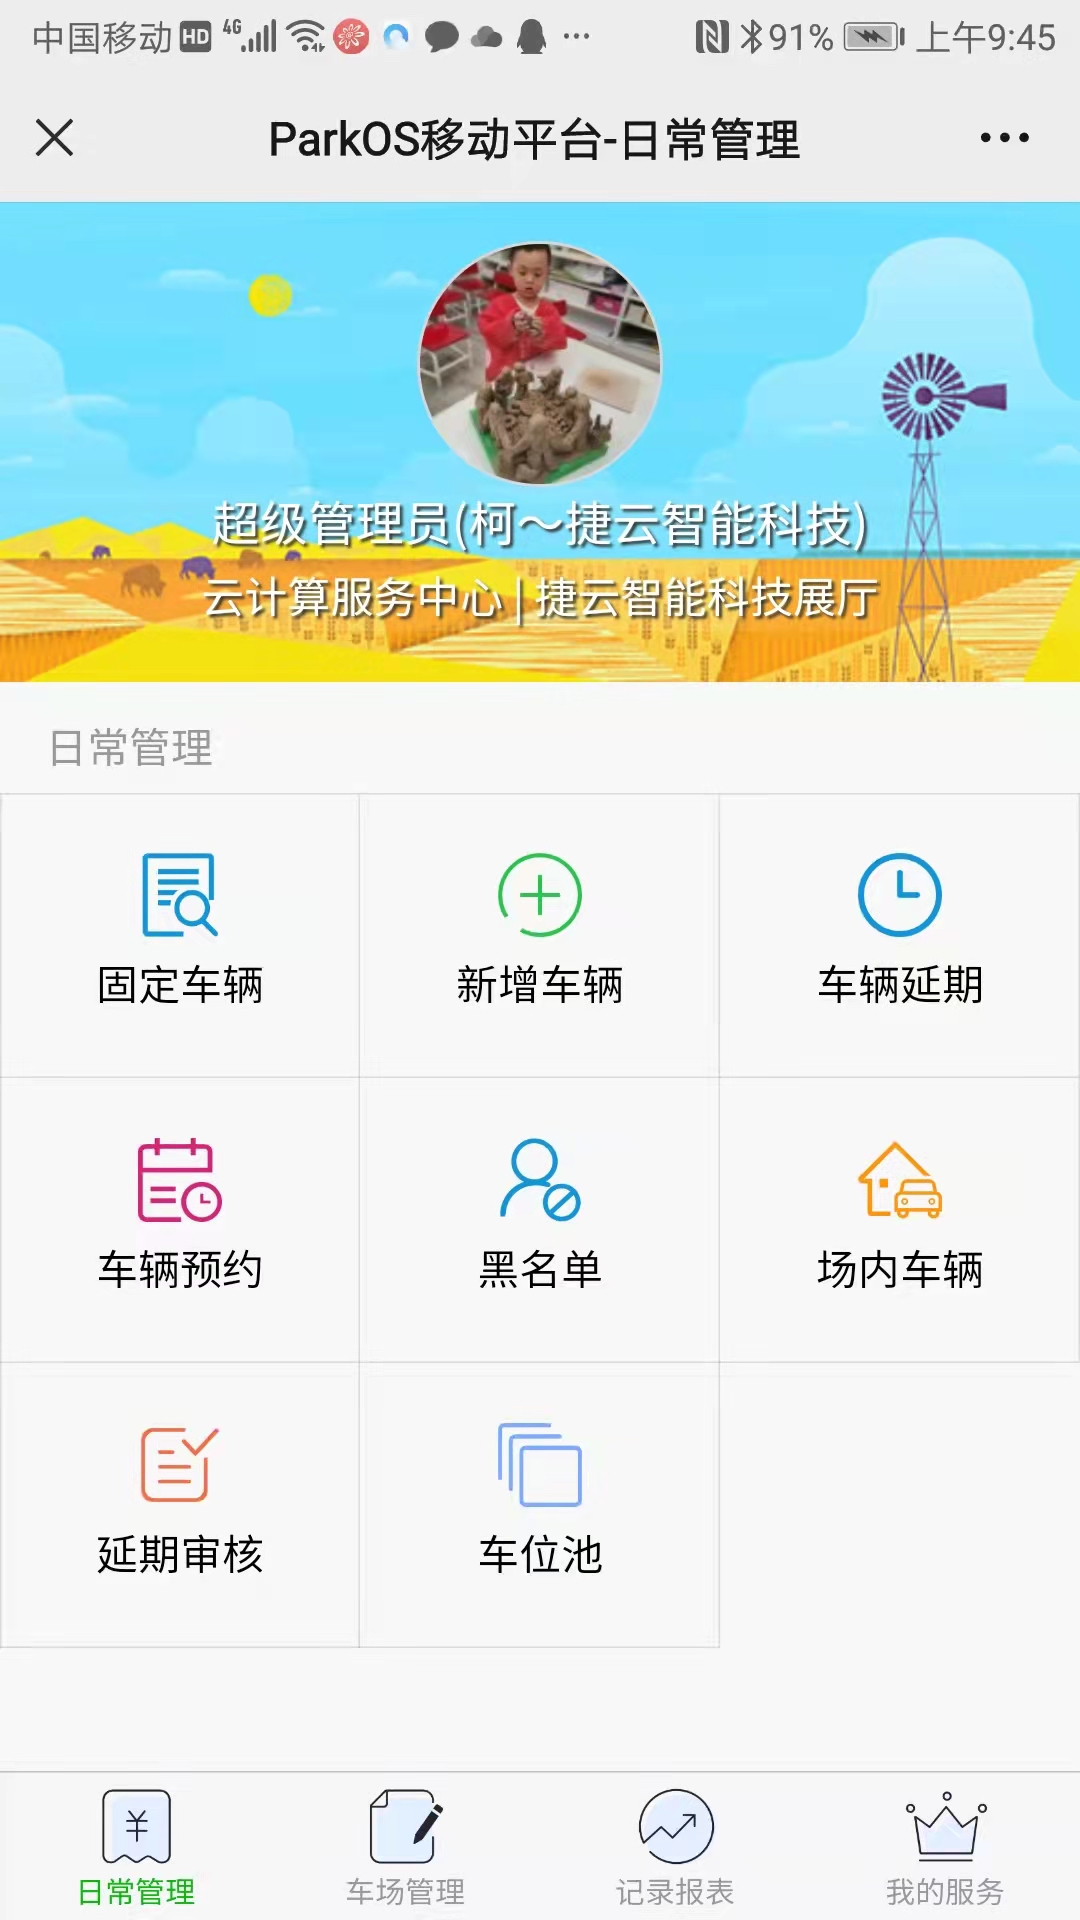 中国移动 HD 4G 91% 上午9:45
ParkOS移动平台-日常管理
超级管理员(柯～捷云智能科技)
云计算服务中心 | 捷云智能科技展厅
日常管理
固定车辆 新增车辆 车辆延期
车辆预约 黑名单 场内车辆
延期审核 车位池
日常管理 车场管理 记录报表 我的服务